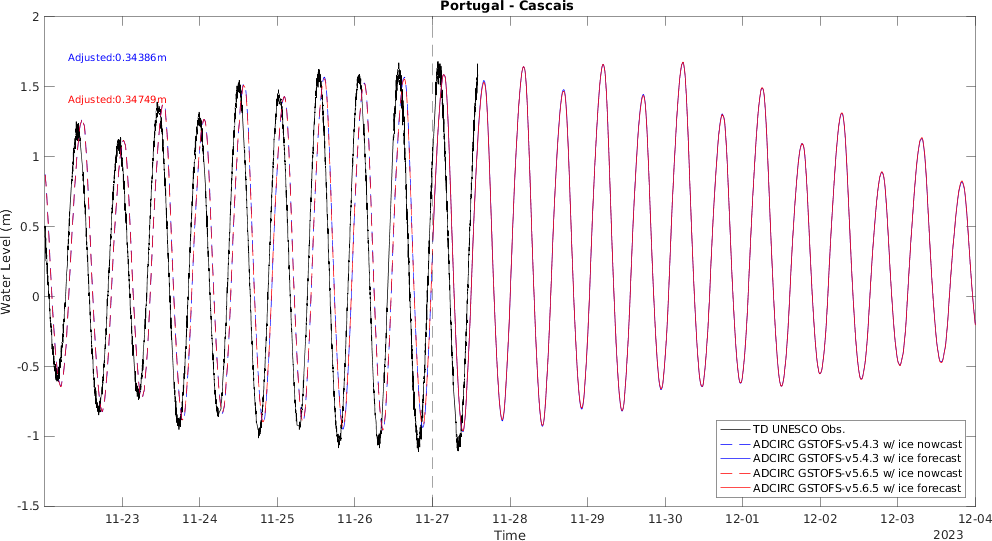 Portugal - Cascais
2
1.5
1
0.5
0
-0.5
-1
-1.5
Water Level (m)
Adjusted:0.34386m
Adjusted:0.34749m
TD UNESCO Obs.
ADCIRC GSTOFS-v5.4.3 w/ ice nowcast
ADCIRC GSTOFS-v5.4.3 w/ ice forecast
ADCIRC GSTOFS-v5.6.5 w/ ice nowcast
ADCIRC GSTOFS-v5.6.5 w/ ice forecast
11-23 11-24 11-25 11-26 11-27 11-28 11-29 11-30 12-01 12-02 12-03 12-04
Time
2023